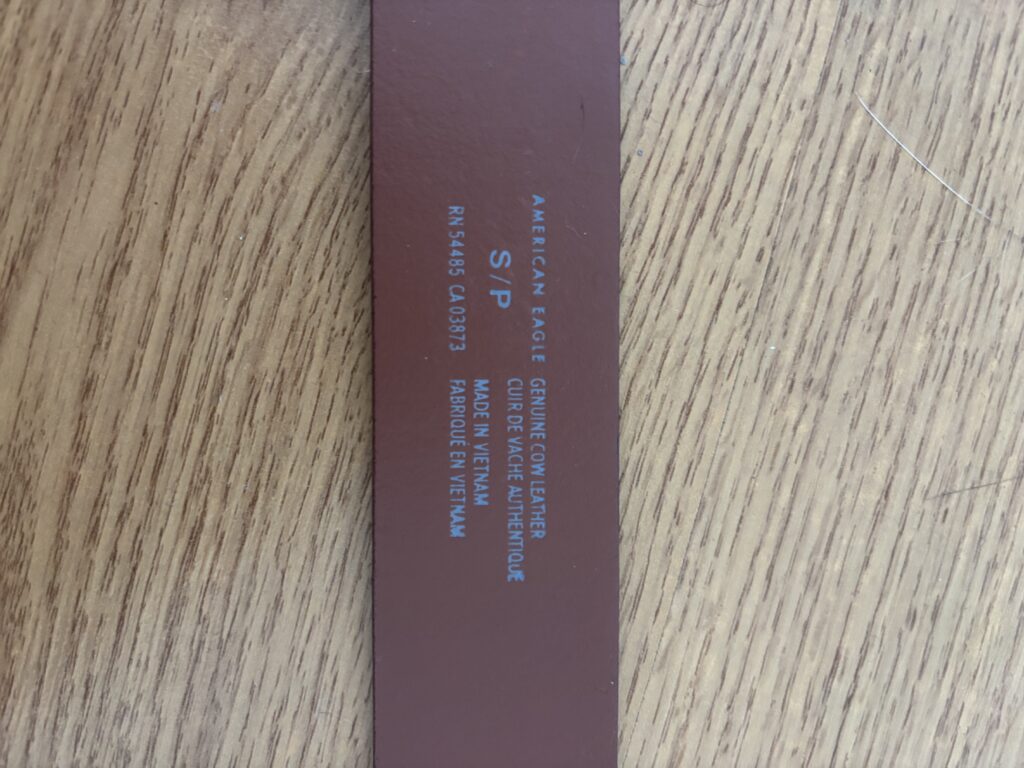 AMERICAN EAGLE
S/P
RN 54485 CA 03873
GENUINE COW LEATHER
CUIR DE VACHE AUTHENTIQUE
MADE IN VIETNAM
FABRIQUÉ EN VIETNAM